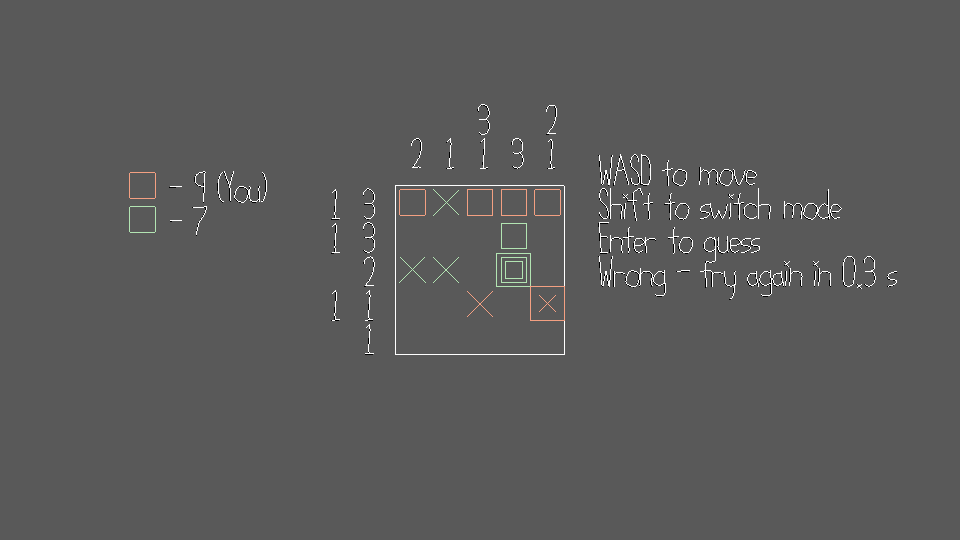 - 9 (You)
- 7
3 2
2 1 1 3 1
1 3
1 3
2
1 1
1
WASD to move
Shift to switch mode
Enter to guess
Wrong - try again in 0.3 s